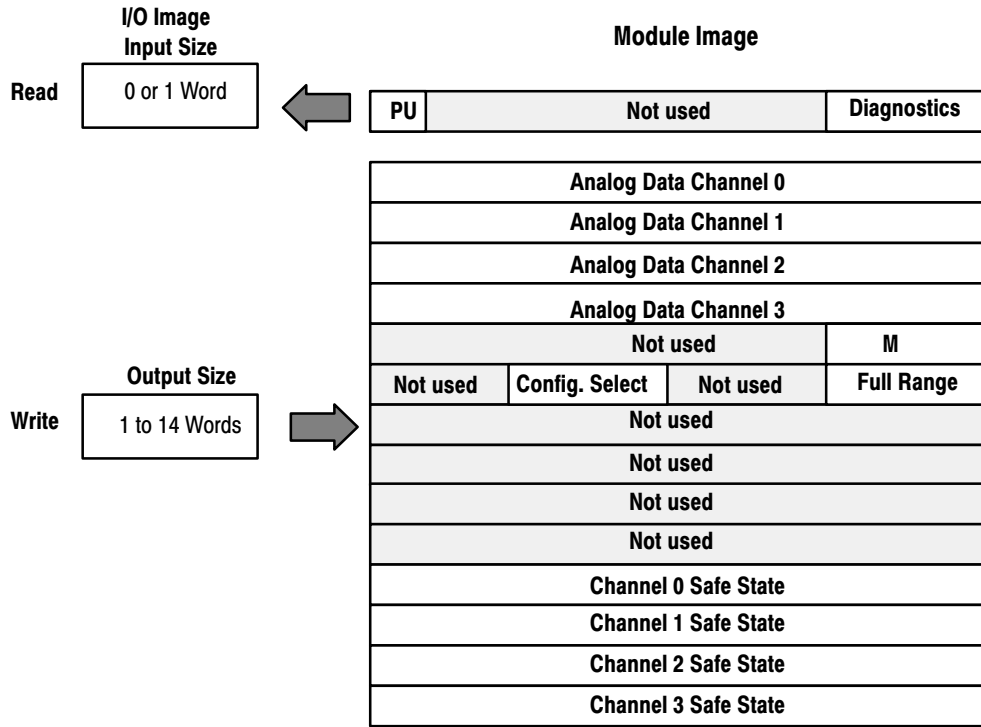 I/O Image
Input Size
Module Image
Read
0 or 1 Word
PU
Not used
Diagnostics
Analog Data Channel 0
Analog Data Channel 1
Analog Data Channel 2
Analog Data Channel 3
Not used
M
Output Size
Not used
Config. Select
Not used
Full Range
Write
1 to 14 Words
Not used
Not used
Not used
Not used
Channel 0 Safe State
Channel 1 Safe State
Channel 2 Safe State
Channel 3 Safe State